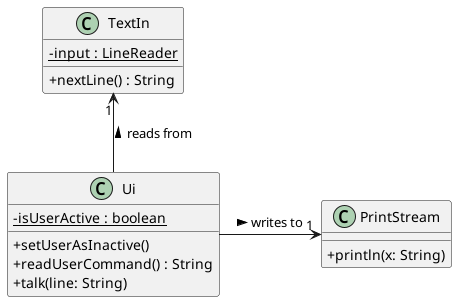 C TextIn
-input : LineReader
+nextLine() : String
1
reads from
C Ui
-isUserActive : boolean
+setUserAsInactive()
+readUserCommand() : String
+talk(line: String)
writes to 1
C PrintStream
+println(x: String)